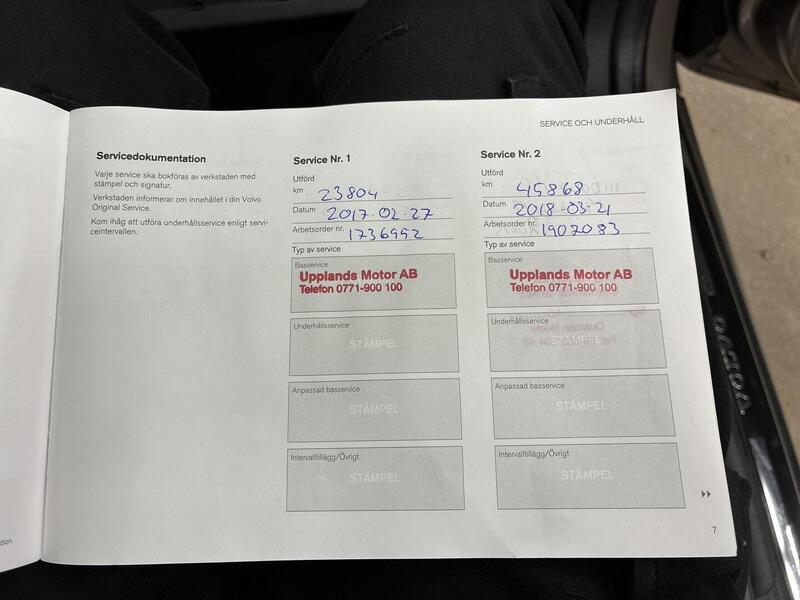 SERVICE OCH UNDERHÅLL
Servicedokumentation
Varje service ska bokföras av verkstaden med
stämpel och signatur.
Verkstaden informerar om innehållet i din Volvo
Original Service.
Kom ihåg att utföra underhållsservice enligt servi-
ceintervallen.
Service Nr. 1
Utförd
km 23804
Datum 2017.02.27
Arbetsorder nr. 1736952
Typ av service
Basservice
Upplands Motor AB
Telefon 0771-900 100
Underhållsservice
STÄMPEL
Anpassad basservice
STÄMPEL
Intervalltillägg/Övrigt
STÄMPEL
Service Nr. 2
Utförd
km 45868
Datum 2018-03-21
Arbetsorder nr. 1907083
Typ av service
Basservice
Upplands Motor AB
Telefon 0771-900 100
Underhållsservice
STÄMPEL
Anpassad basservice
STÄMPEL
Intervalltillägg/Övrigt
STÄMPEL
7
VOLVO